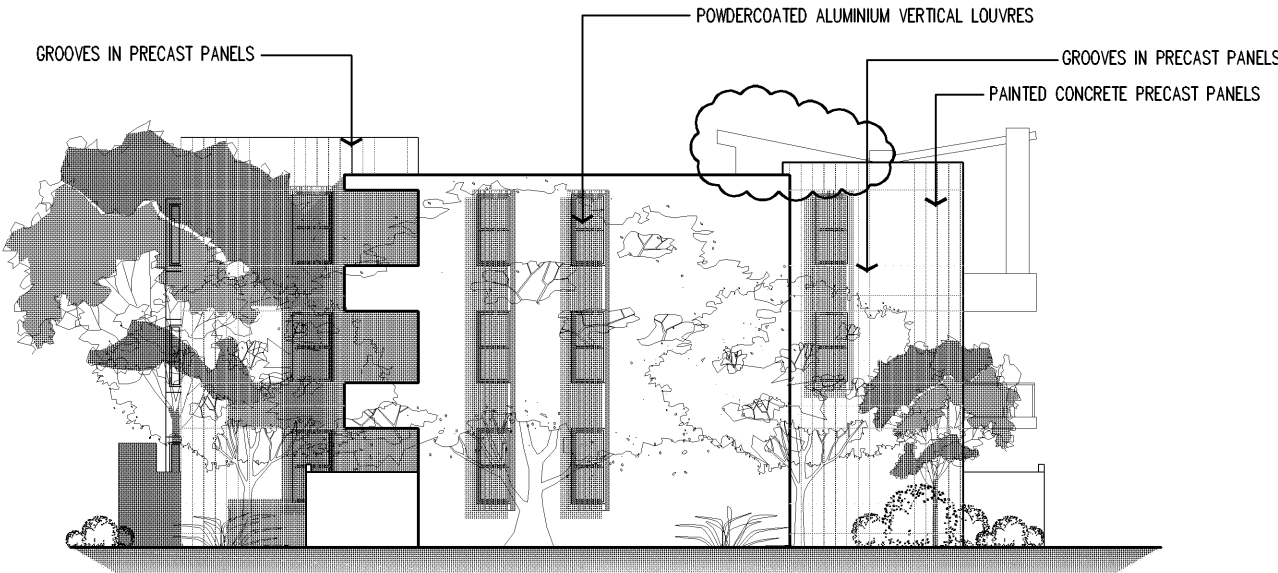 POWDERCOATED ALUMINIUM VERTICAL LOUVRES
GROOVES IN PRECAST PANELS
GROOVES IN PRECAST PANELS
PAINTED CONCRETE PRECAST PANELS